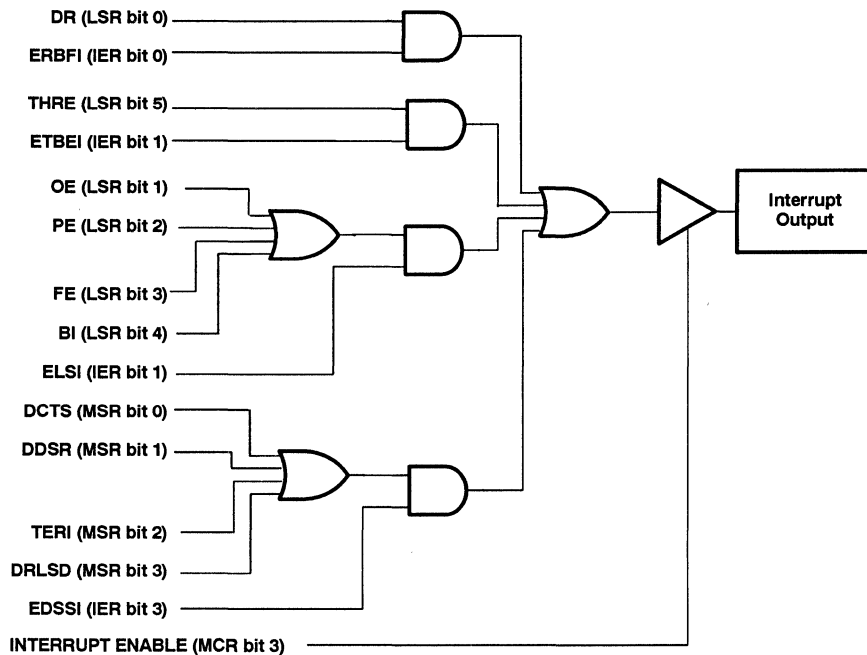 DR (LSR bit 0)
ERBFI (IER bit 0)
THRE (LSR bit 5)
ETBEI (IER bit 1)
OE (LSR bit 1)
PE (LSR bit 2)
FE (LSR bit 3)
BI (LSR bit 4)
ELSI (IER bit 1)
DCTS (MSR bit 0)
DDSR (MSR bit 1)
TERI (MSR bit 2)
DRLSD (MSR bit 3)
EDSSI (IER bit 3)
INTERRUPT ENABLE (MCR bit 3)
Interrupt
Output